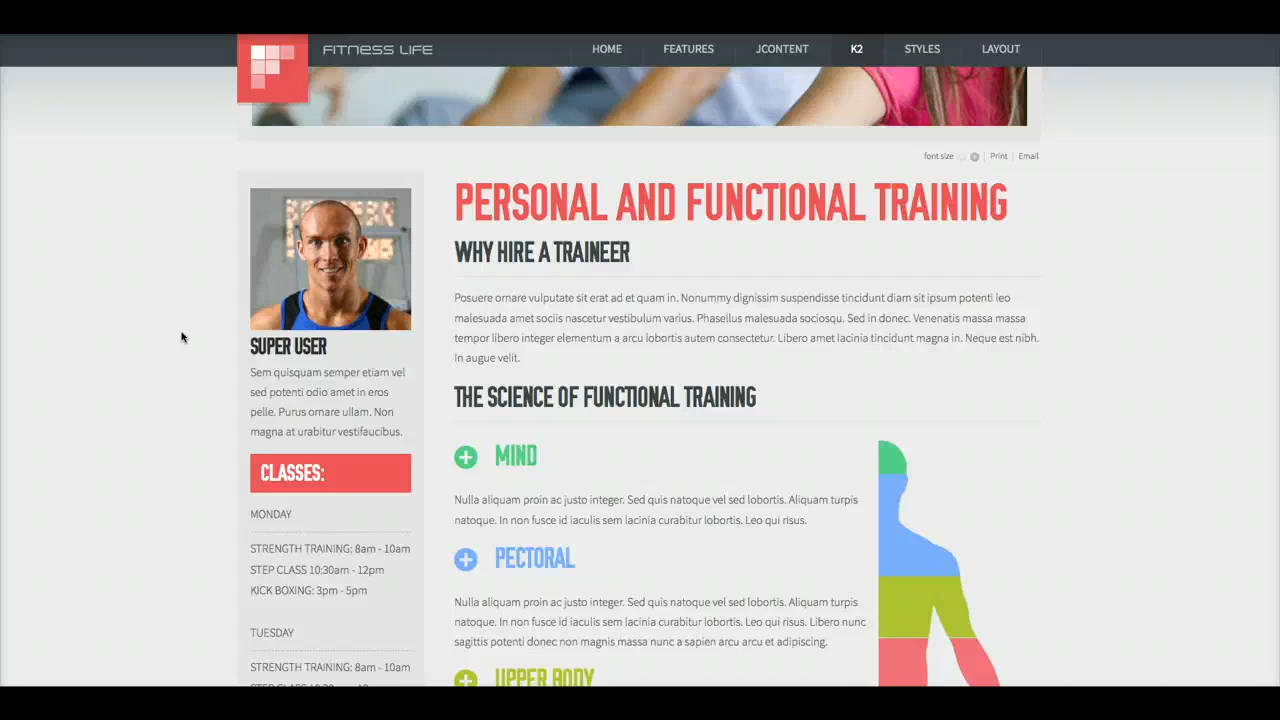 FITNESS LIFE
HOME
FEATURES
JCONTENT
K2
STYLES
LAYOUT
font size
Print
Email
SUPER USER
Sem quisquam semper etiam vel
sed potenti odio amet in eros
pelle. Purus ornare ullam. Non
magna at urabitur vestifaucibus.
CLASSES:
MONDAY
STRENGTH TRAINING: 8am - 10am
STEP CLASS 10:30am - 12pm
KICK BOXING: 3pm - 5pm
TUESDAY
STRENGTH TRAINING: 8am - 10am
PERSONAL AND FUNCTIONAL TRAINING
WHY HIRE A TRAINEER
Posuere ornare vulputate sit erat ad et quam in. Nonummy dignissim suspendisse tincidunt diam sit ipsum potenti leo
malesuada amet sociis nascetur vestibulum varius. Phasellus malesuada sociosqu. Sed in donec. Venenatis massa massa
tempor libero integer elementum a arcu lobortis autem consectetur. Libero amet lacinia tincidunt magna in. Neque est nibh.
In augue velit.
THE SCIENCE OF FUNCTIONAL TRAINING
MIND
Nulla aliquam proin ac justo integer. Sed quis natoque vel sed lobortis. Aliquam turpis
natoque. In non fusce id iaculis sem lacinia curabitur lobortis. Leo qui risus.
PECTORAL
Nulla aliquam proin ac justo integer. Sed quis natoque vel sed lobortis. Aliquam turpis
natoque. In non fusce id iaculis sem lacinia curabitur lobortis. Leo qui risus. Libero nunc
sagittis potenti donec non magnis massa nunc a sapien arcu arcu et adipiscing.
UPPER BODY